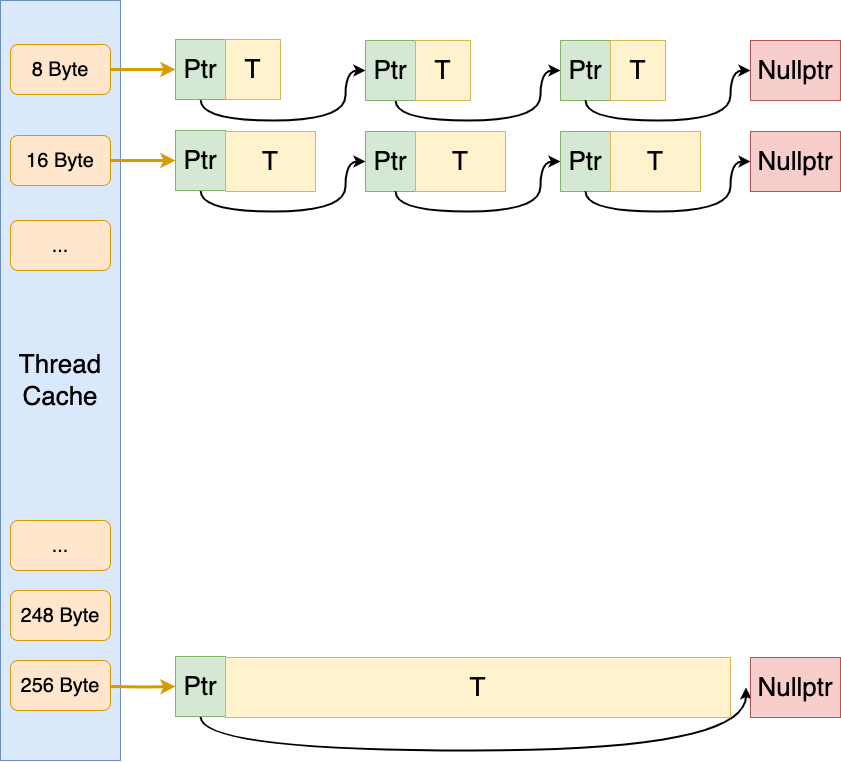 8 Byte
Ptr T Ptr T Ptr T Nullptr
16 Byte
Ptr T Ptr T Ptr T Nullptr
...
Thread
Cache
...
248 Byte
256 Byte
Ptr T Nullptr